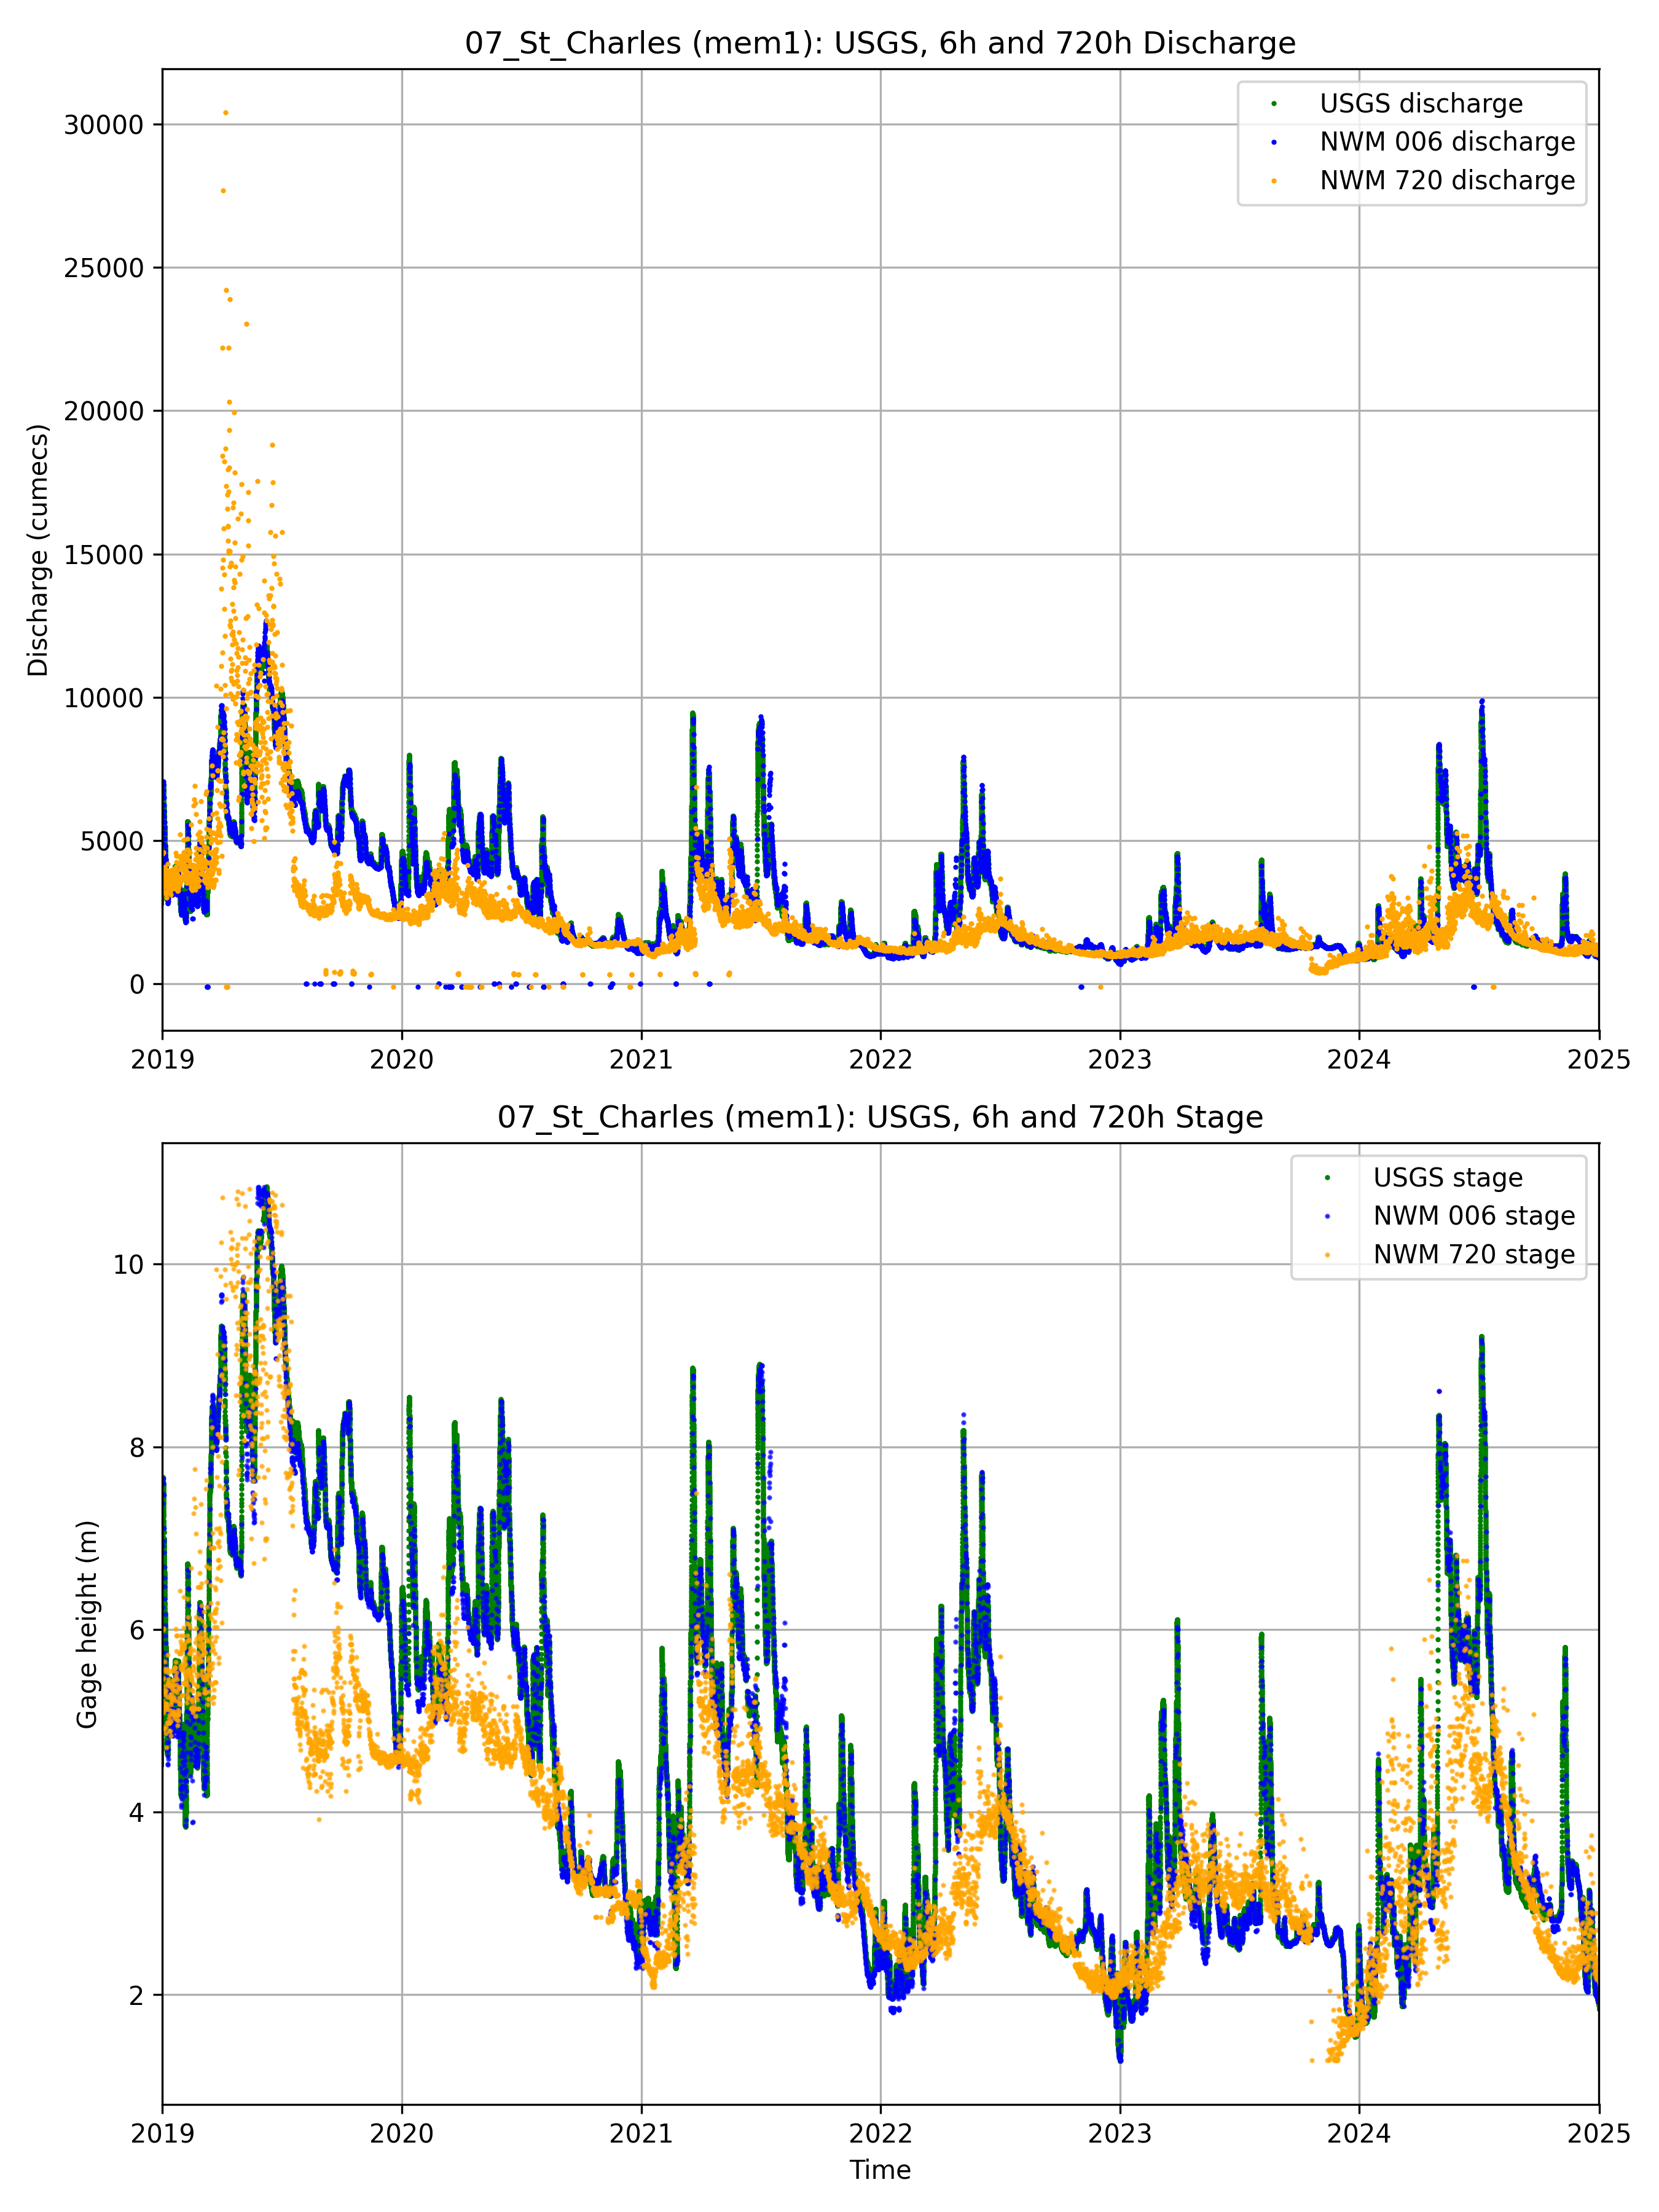 07_St_Charles (mem1): USGS, 6h and 720h Discharge
USGS discharge
NWM 006 discharge
NWM 720 discharge
Discharge (cumecs)
30000
25000
20000
15000
10000
5000
0
2019 2020 2021 2022 2023 2024 2025
07_St_Charles (mem1): USGS, 6h and 720h Stage
USGS stage
NWM 006 stage
NWM 720 stage
Gage height (m)
10
8
6
4
2
2019 2020 2021 2022 2023 2024 2025
Time